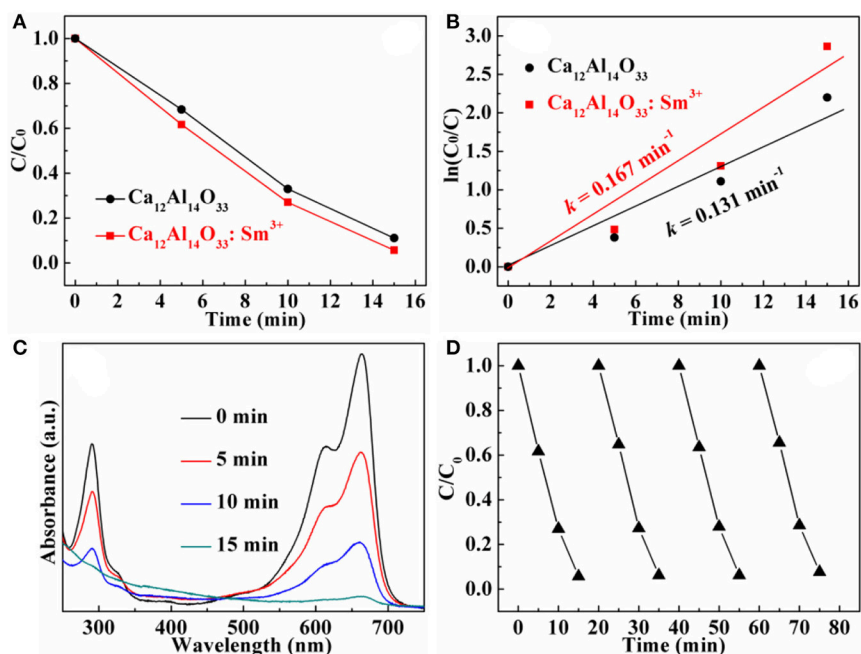 A
C/C₀
1.0
0.8
0.6
0.4
0.2
0.0
Ca₁₂Al₁₄O₃₃
Ca₁₂Al₁₄O₃₃: Sm³⁺
0 2 4 6 8 10 12 14 16
Time (min)
B
ln(C₀/C)
3.0
2.5
2.0
1.5
1.0
0.5
0.0
Ca₁₂Al₁₄O₃₃
Ca₁₂Al₁₄O₃₃: Sm³⁺
k = 0.167 min⁻¹
k = 0.131 min⁻¹
0 2 4 6 8 10 12 14 16
Time (min)
C
Absorbance (a.u.)
0 min
5 min
10 min
15 min
300 400 500 600 700
Wavelength (nm)
D
C/C₀
1.0
0.8
0.6
0.4
0.2
0.0
0 10 20 30 40 50 60 70 80
Time (min)